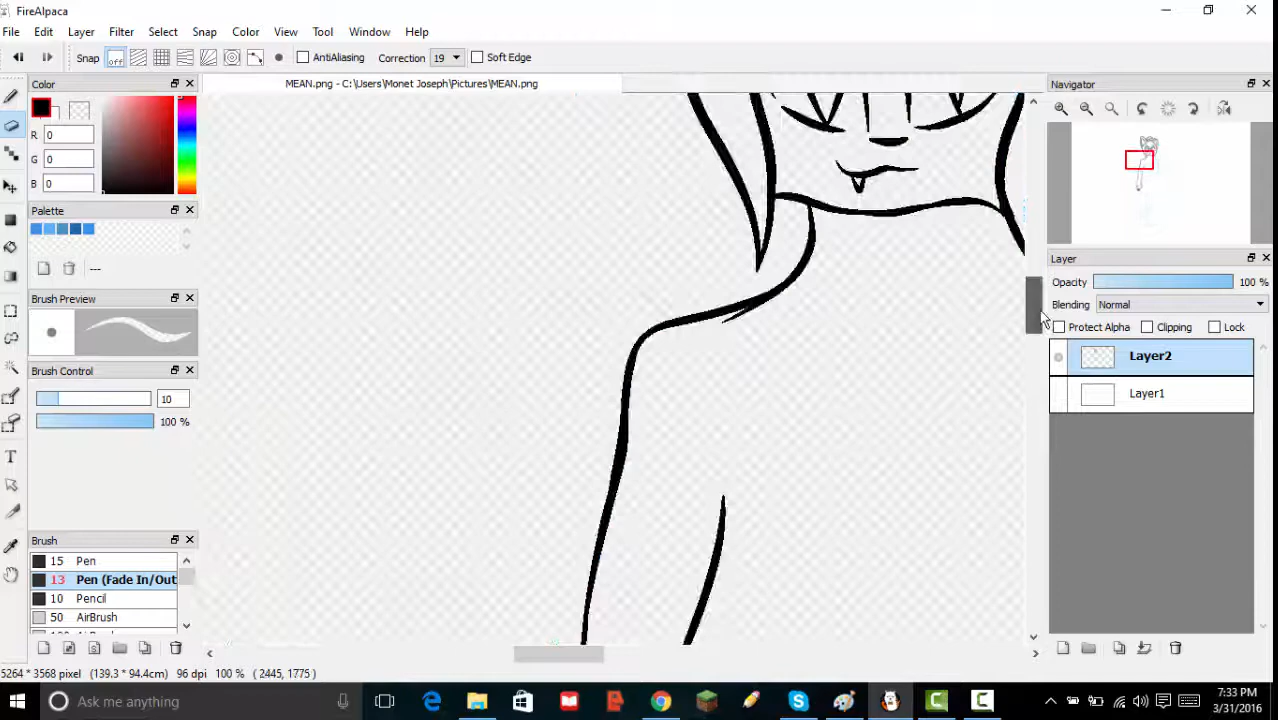 FireAlpaca
File Edit Layer Filter Select Snap Color View Tool Window Help
Snap off AntiAliasing Correction 19 Soft Edge
Color
MEAN.png - C:\Users\Monet Joseph\Pictures\MEAN.png
Navigator
R 0
G 0
B 0
Palette
---
Layer
Opacity 100 %
Brush Preview
Blending Normal
Protect Alpha Clipping Lock
Layer2
Brush Control
Layer1
10
100 %
Brush
15 Pen
13 Pen (Fade In/Out
10 Pencil
50 AirBrush
5264 * 3568 pixel (139.3 * 94.4cm) 96 dpi 100 % ( 2445, 1775 )
Ask me anything
7:33 PM
3/31/2016